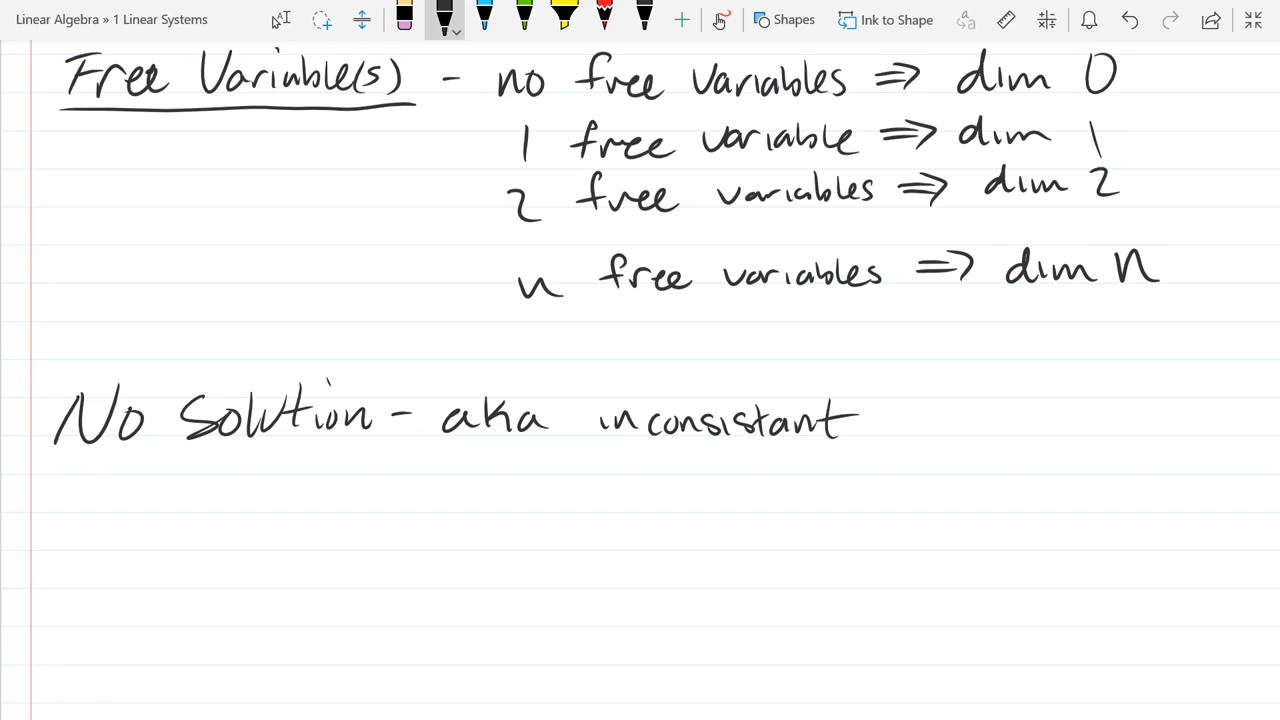 Linear Algebra » 1 Linear Systems
Shapes
Ink to Shape
Free Variable(s) - no free variables => dim 0
1 free variable => dim 1
2 free variables => dim 2
n free variables => dim n
No Solution - aka inconsistant